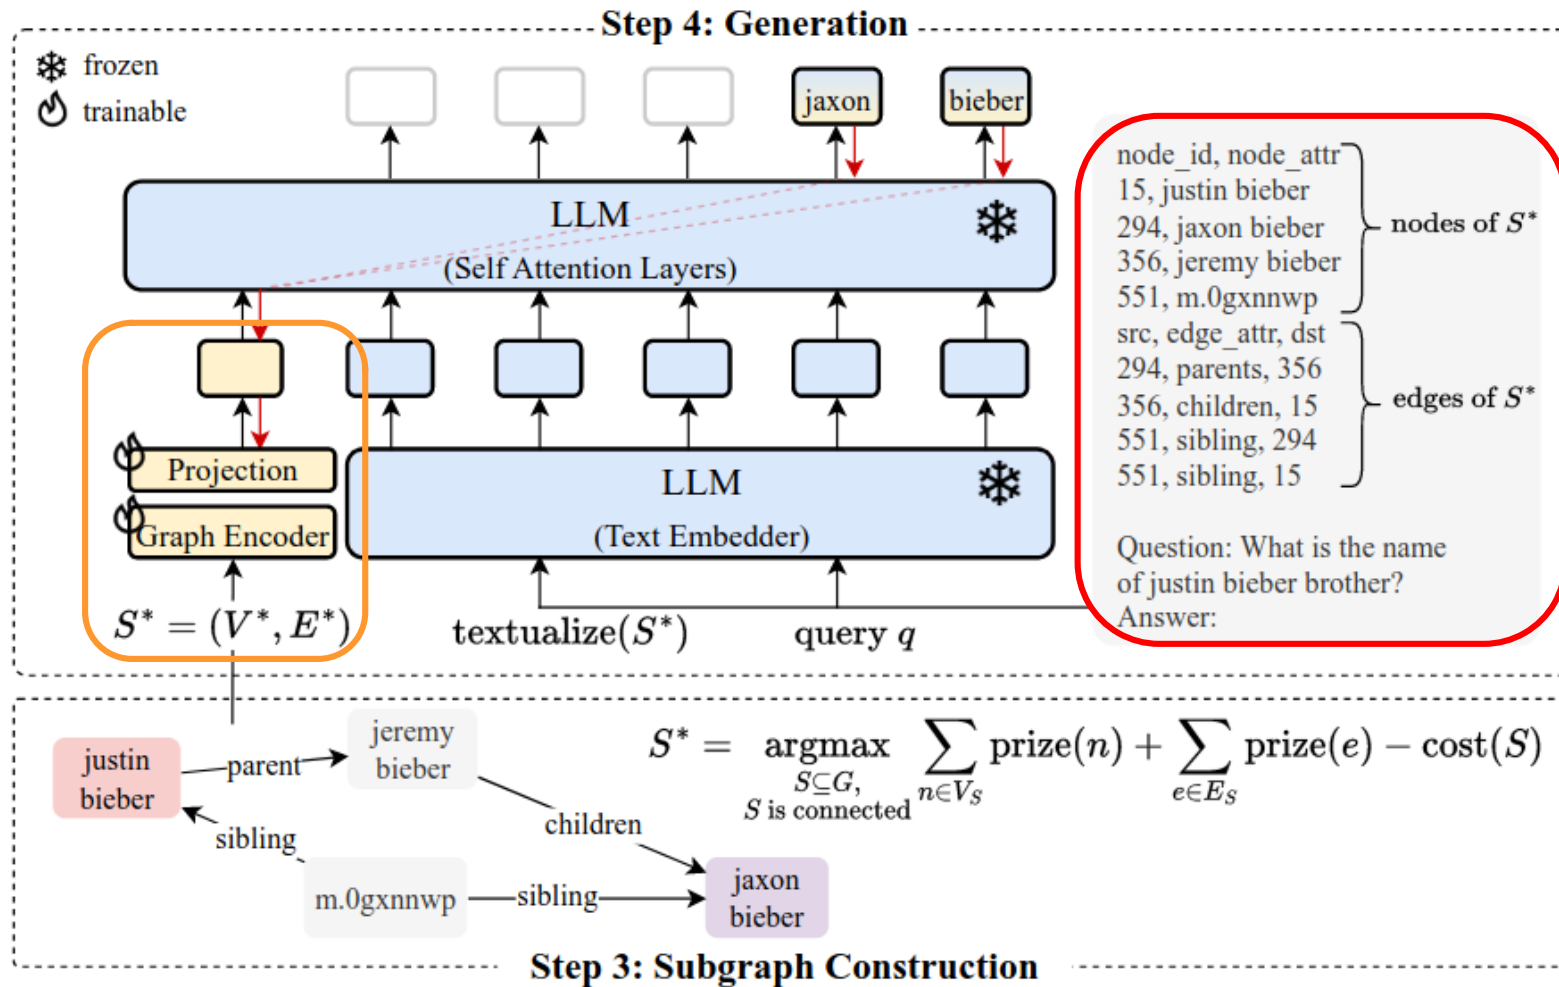 Step 4: Generation
frozen
trainable
jaxon
bieber
LLM
(Self Attention Layers)
Projection
Graph Encoder
LLM
(Text Embedder)
S* = (V*, E*)
textualize(S*)
query q
node_id, node_attr
15, justin bieber
294, jaxon bieber
356, jeremy bieber
551, m.0gxnnwp
nodes of S*
src, edge_attr, dst
294, parents, 356
356, children, 15
551, sibling, 294
551, sibling, 15
edges of S*
Question: What is the name
of justin bieber brother?
Answer:
justin
bieber
parent
jeremy
bieber
sibling
children
m.0gxnnwp
sibling
jaxon
bieber
S* = argmax ∑ prize(n) + ∑ prize(e) − cost(S)
S⊆G,
S is connected
n∈V_S
e∈E_S
Step 3: Subgraph Construction